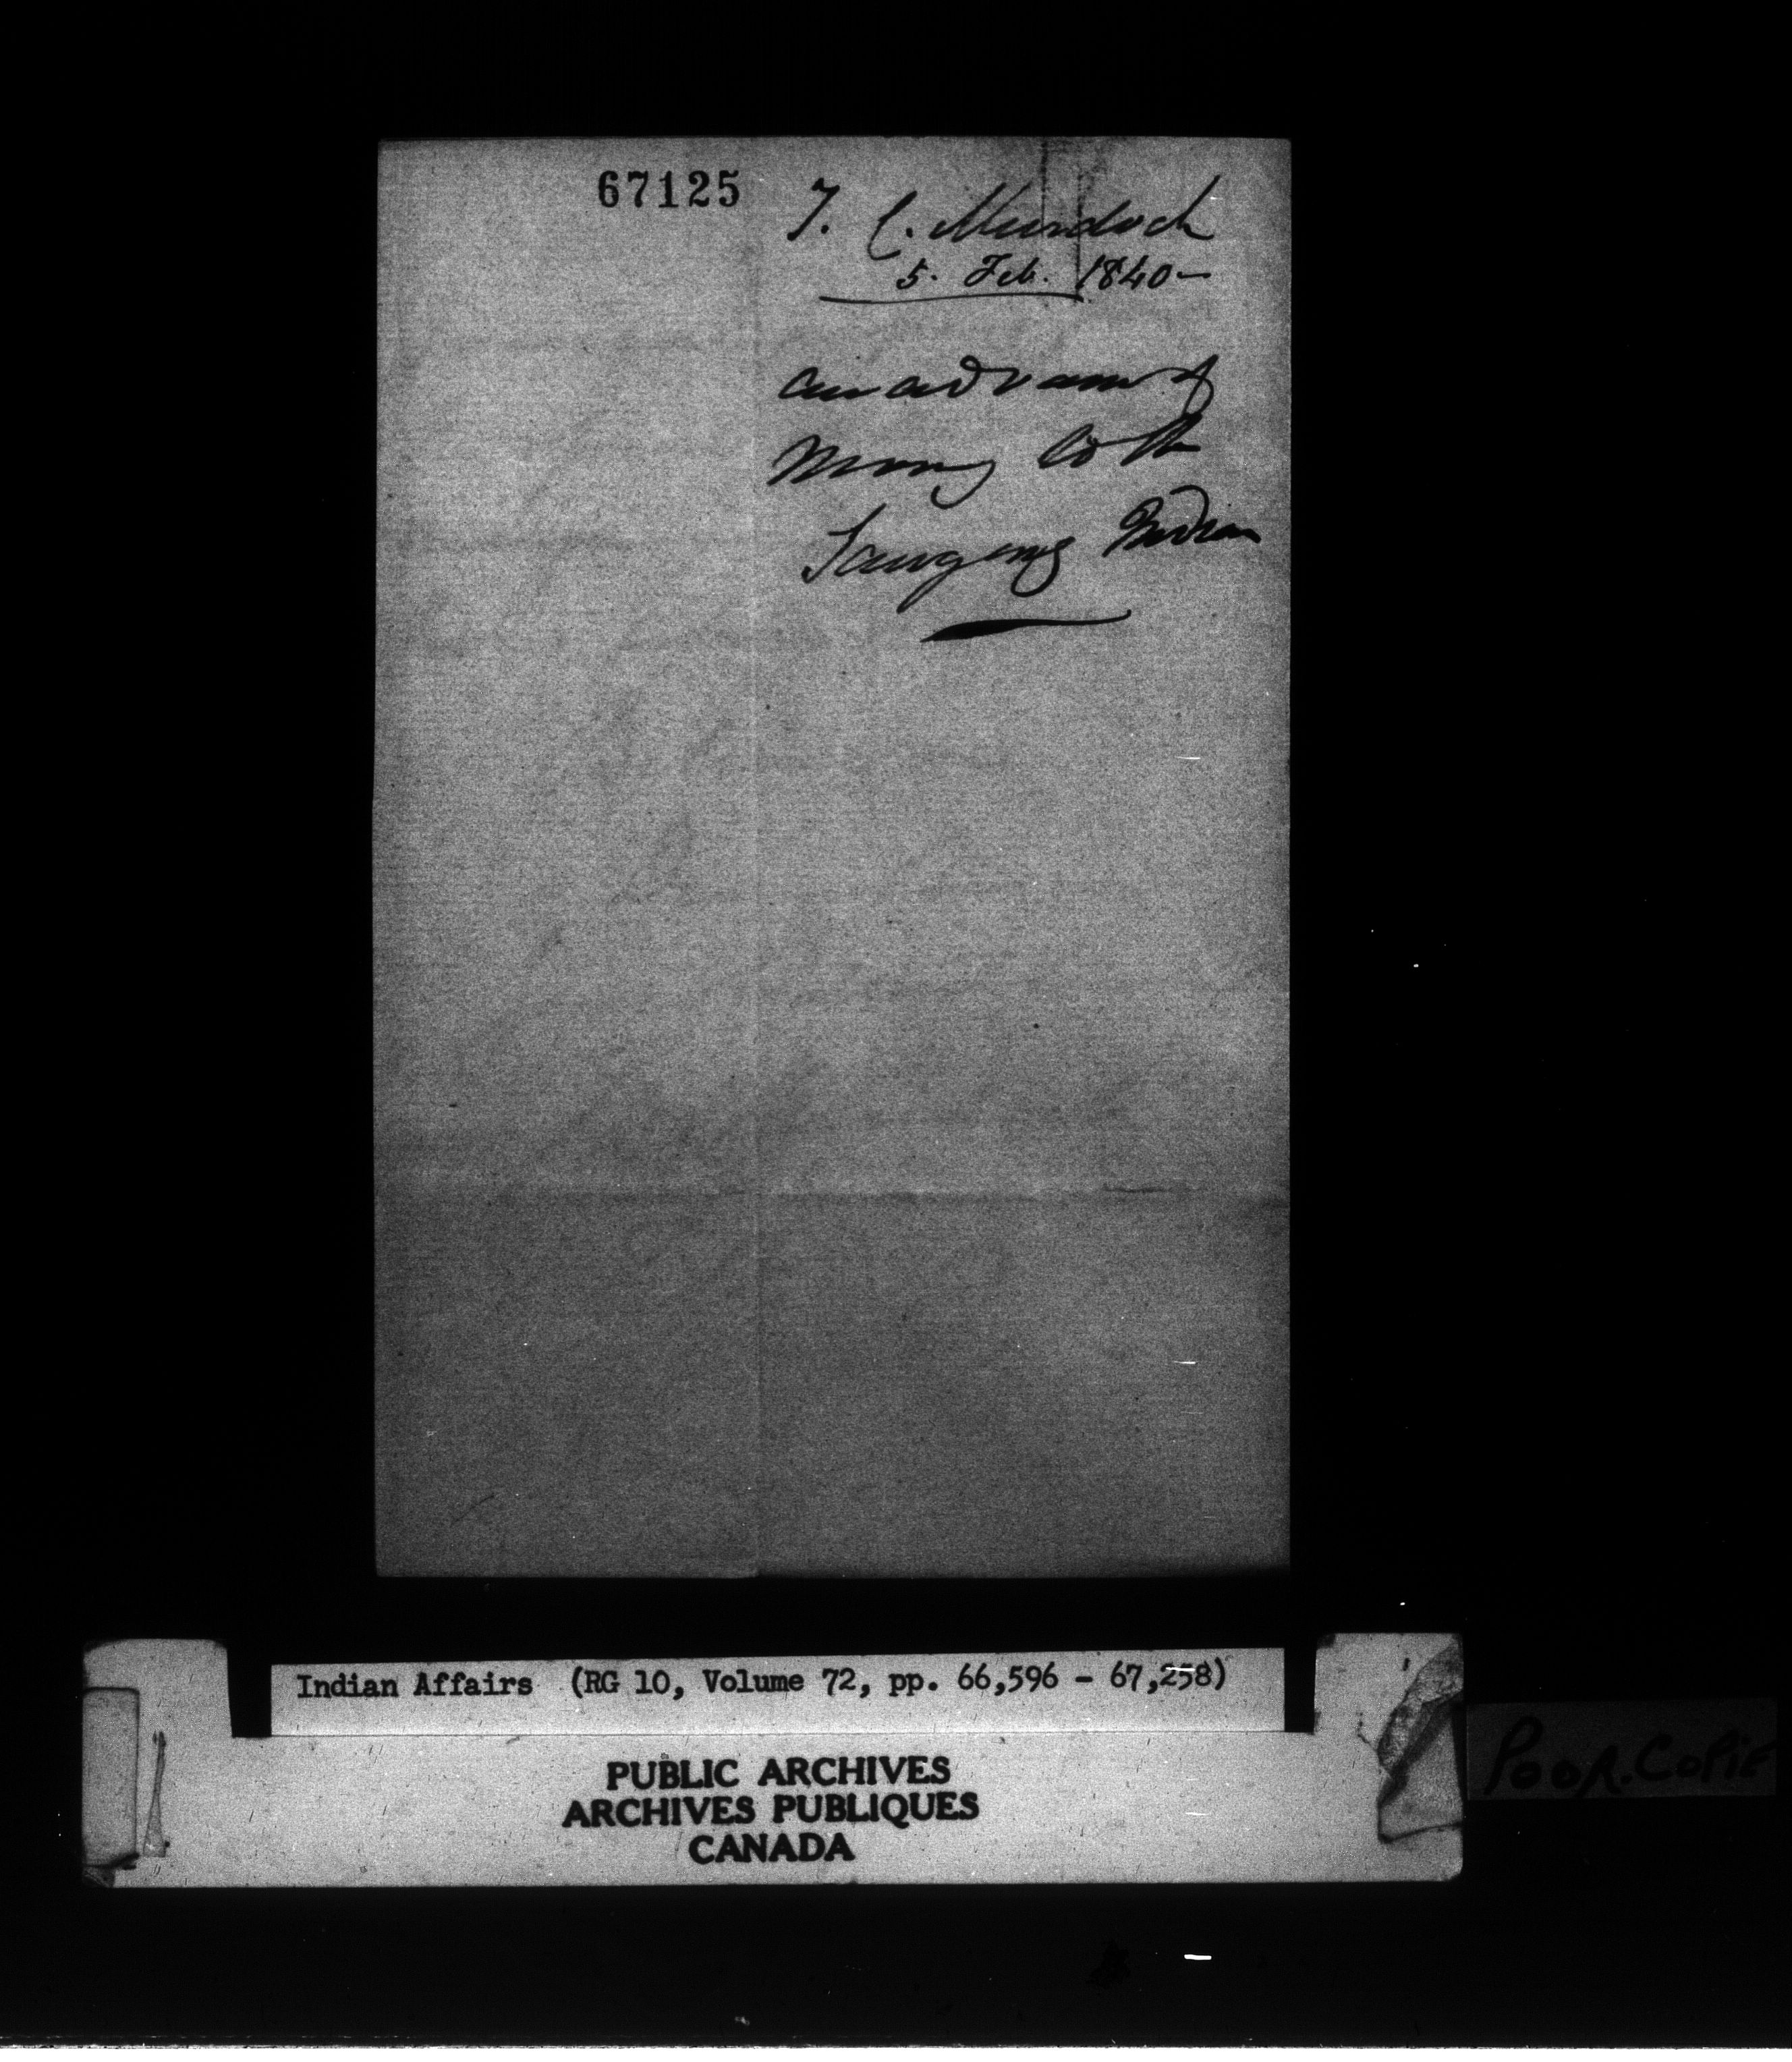 67125
T. C. Murdoch
5. Feb. 1840-
an advance of
Money to the
Saugeeng Indian
Indian Affairs (RG 10, Volume 72, pp. 66,596 - 67,258)
PUBLIC ARCHIVES
ARCHIVES PUBLIQUES
CANADA
POOR.COPIE